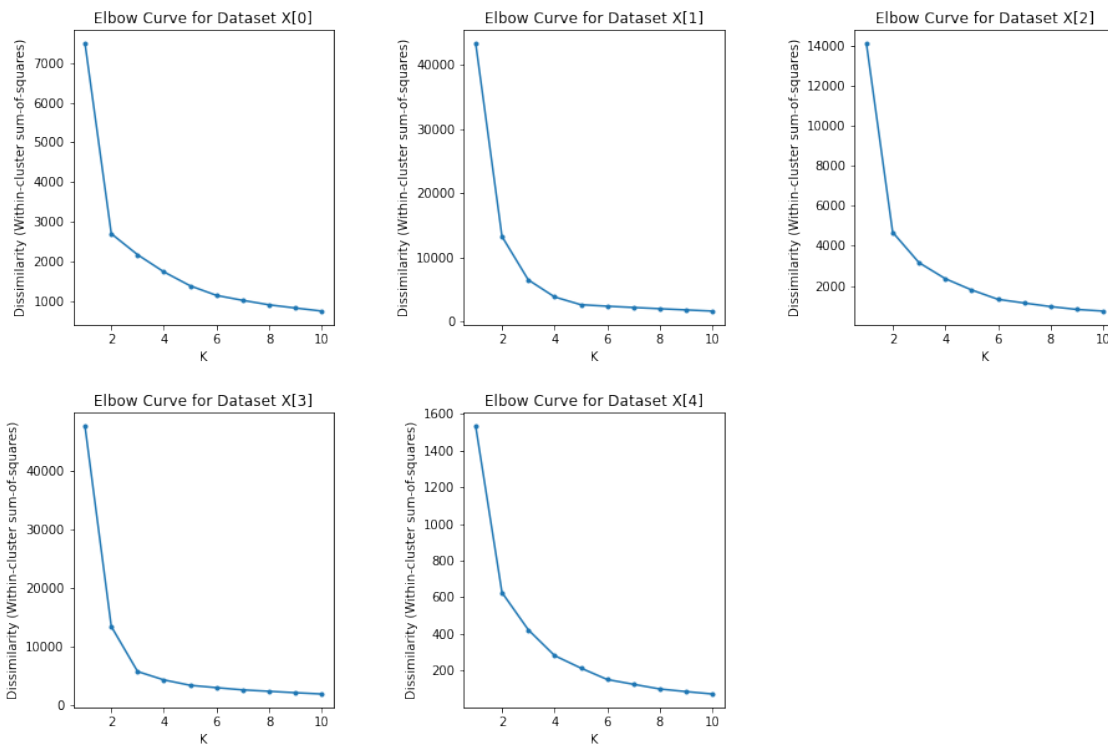 Elbow Curve for Dataset X[0]
Dissimilarity (Within-cluster sum-of-squares)
7000
6000
5000
4000
3000
2000
1000
2 4 6 8 10
K
Elbow Curve for Dataset X[1]
Dissimilarity (Within-cluster sum-of-squares)
40000
30000
20000
10000
0
2 4 6 8 10
K
Elbow Curve for Dataset X[2]
Dissimilarity (Within-cluster sum-of-squares)
14000
12000
10000
8000
6000
4000
2000
2 4 6 8 10
K
Elbow Curve for Dataset X[3]
Dissimilarity (Within-cluster sum-of-squares)
40000
30000
20000
10000
0
2 4 6 8 10
K
Elbow Curve for Dataset X[4]
Dissimilarity (Within-cluster sum-of-squares)
1600
1400
1200
1000
800
600
400
200
2 4 6 8 10
K